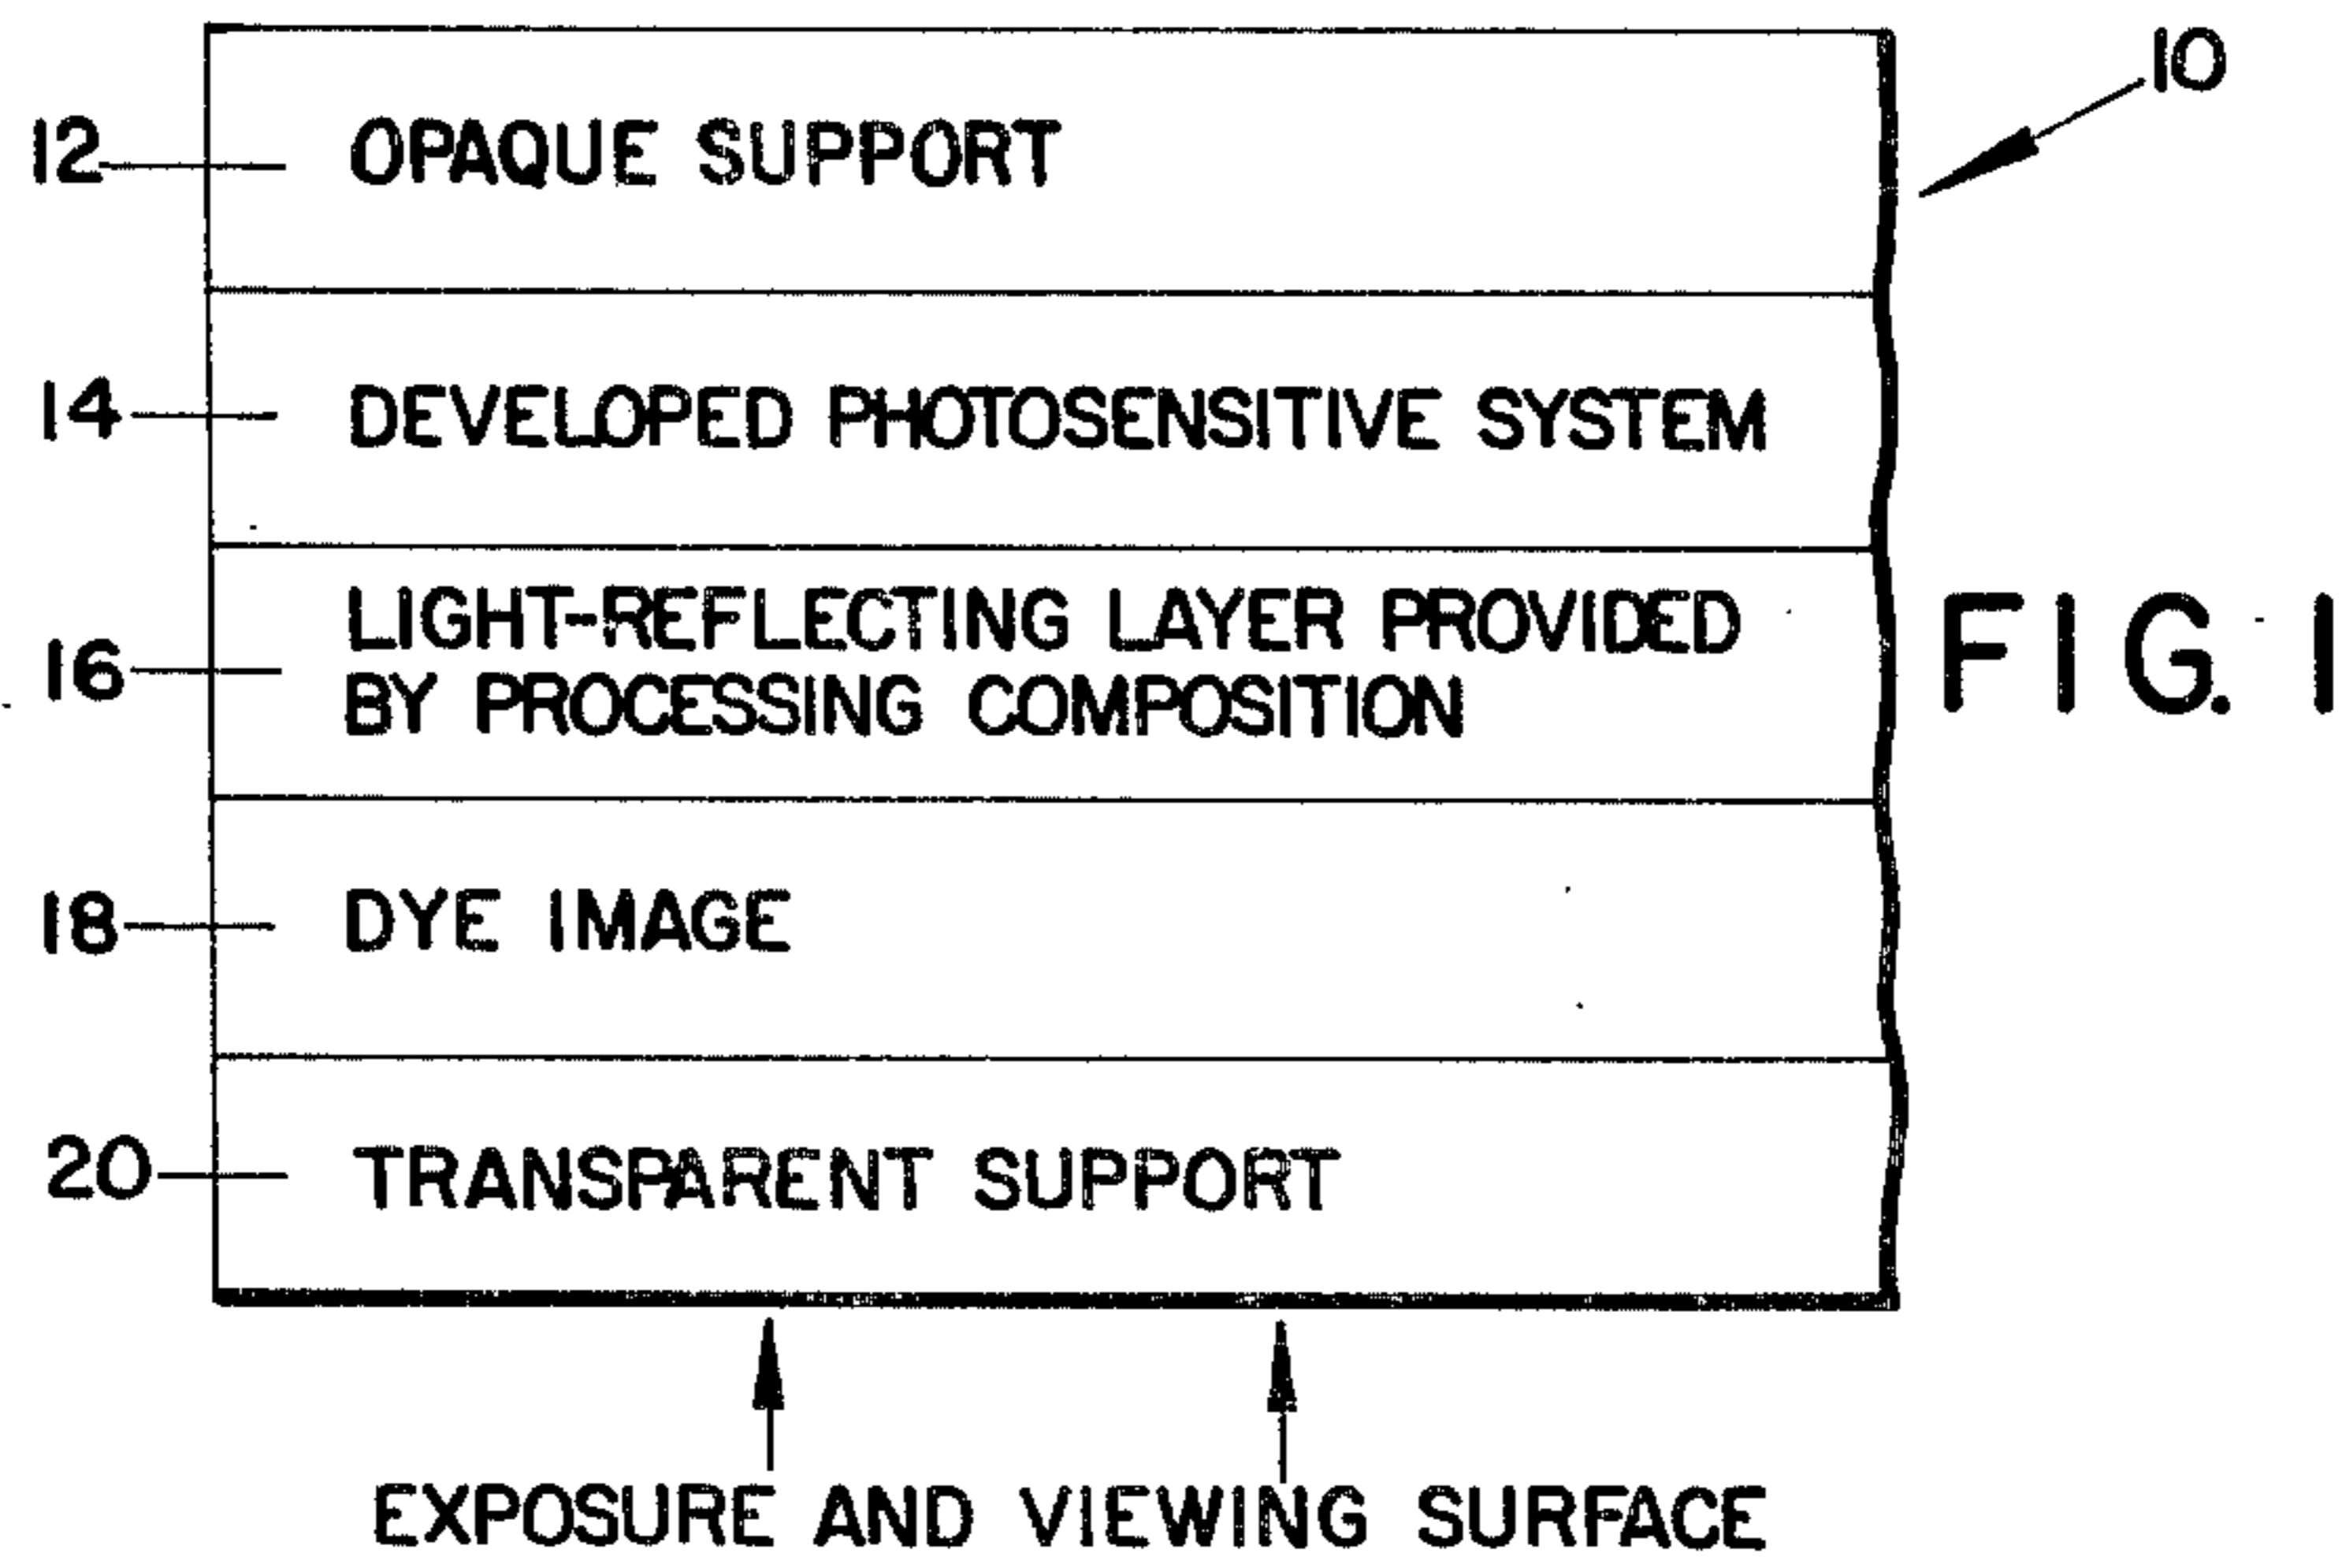 10
12 OPAQUE SUPPORT
14 DEVELOPED PHOTOSENSITIVE SYSTEM
16 LIGHT-REFLECTING LAYER PROVIDED
BY PROCESSING COMPOSITION
FIG. 1
18 DYE IMAGE
20 TRANSPARENT SUPPORT
EXPOSURE AND VIEWING SURFACE